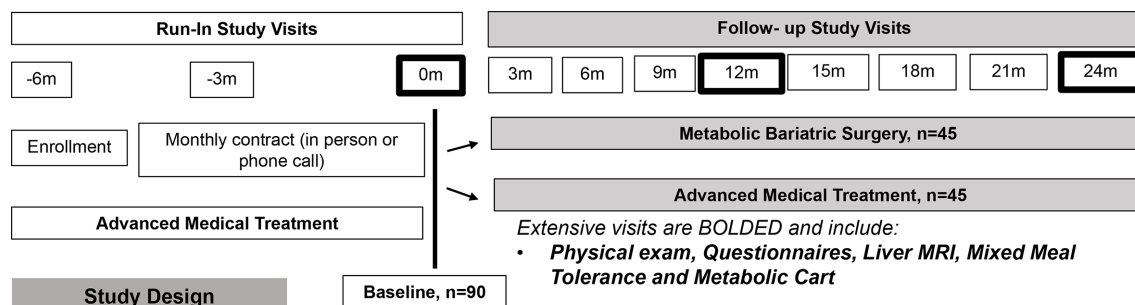 Run-In Study Visits
Follow- up Study Visits
-6m
-3m
0m
3m
6m
9m
12m
15m
18m
21m
24m
Enrollment
Monthly contract (in person or
phone call)
Metabolic Bariatric Surgery, n=45
Advanced Medical Treatment, n=45
Advanced Medical Treatment
Extensive visits are BOLDED and include:
• Physical exam, Questionnaires, Liver MRI, Mixed Meal
Tolerance and Metabolic Cart
Study Design
Baseline, n=90